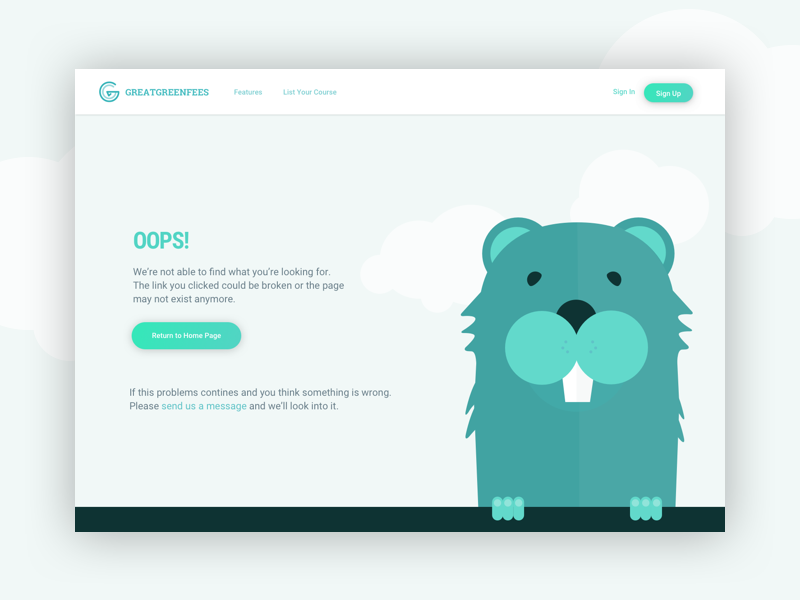 GREATGREENFEES
Features
List Your Course
Sign In
Sign Up
OOPS!
We're not able to find what you're looking for.
The link you clicked could be broken or the page
may not exist anymore.
Return to Home Page
If this problems contines and you think something is wrong.
Please send us a message and we'll look into it.